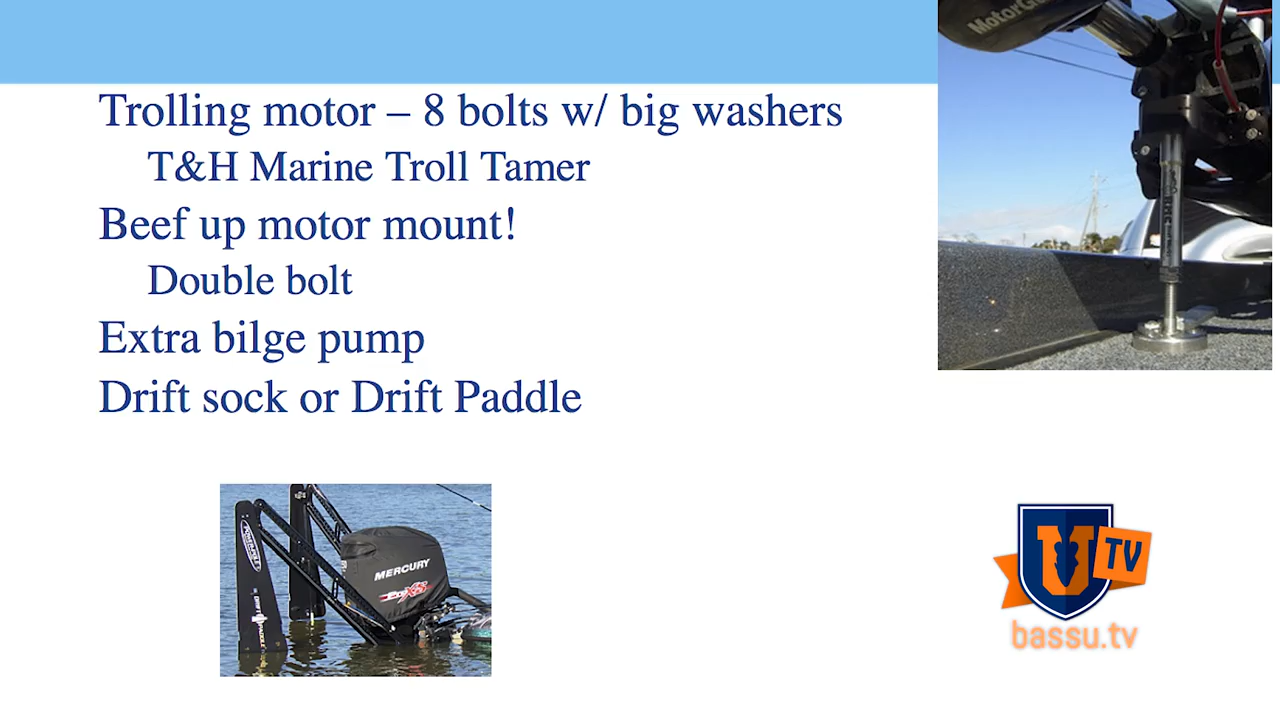 Trolling motor – 8 bolts w/ big washers
T&H Marine Troll Tamer
Beef up motor mount!
Double bolt
Extra bilge pump
Drift sock or Drift Paddle
MERCURY
U TV
bassu.tv